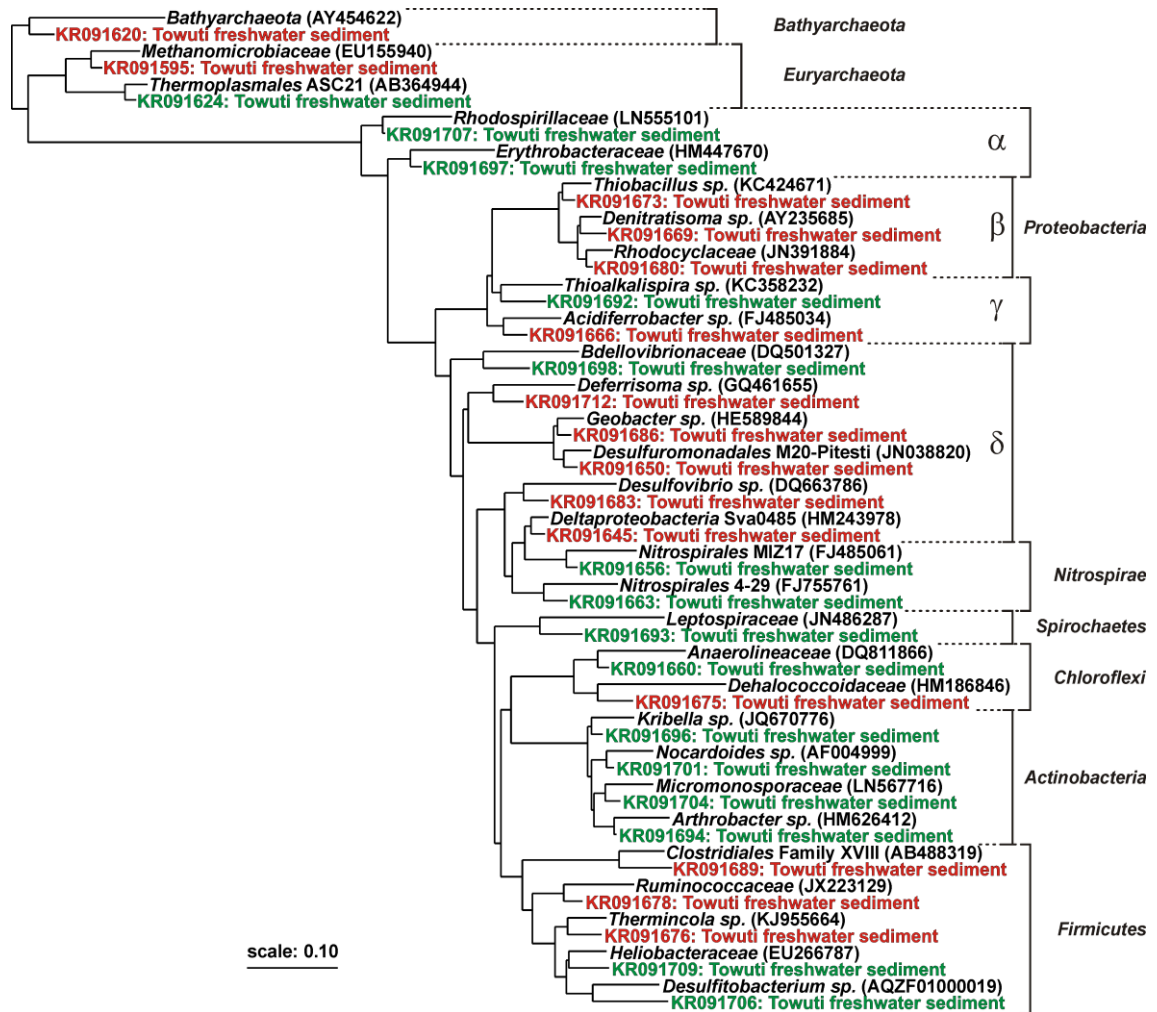 Bathyarchaeota (AY454622)
KR091620: Towuti freshwater sediment
Bathyarchaeota
Methanomicrobiaceae (EU155940)
KR091595: Towuti freshwater sediment
Euryarchaeota
Thermoplasmales ASC21 (AB364944)
KR091624: Towuti freshwater sediment
Rhodospirillaceae (LN555101)
KR091707: Towuti freshwater sediment
α
Erythrobacteraceae (HM447670)
KR091697: Towuti freshwater sediment
Thiobacillus sp. (KC424671)
KR091673: Towuti freshwater sediment
Denitratisoma sp. (AY235685)
β
Proteobacteria
KR091669: Towuti freshwater sediment
Rhodocyclaceae (JN391884)
KR091680: Towuti freshwater sediment
Thioalkalispira sp. (KC358232)
KR091692: Towuti freshwater sediment
γ
Acidiferrobacter sp. (FJ485034)
KR091666: Towuti freshwater sediment
Bdellovibrionaceae (DQ501327)
KR091698: Towuti freshwater sediment
Deferrisoma sp. (GQ461655)
KR091712: Towuti freshwater sediment
Geobacter sp. (HE589844)
KR091686: Towuti freshwater sediment
δ
Desulfuromonadales M20-Pitesti (JN038820)
KR091650: Towuti freshwater sediment
Desulfovibrio sp. (DQ663786)
KR091683: Towuti freshwater sediment
Deltaproteobacteria Sva0485 (HM243978)
KR091645: Towuti freshwater sediment
Nitrospirales MIZ17 (FJ485061)
KR091656: Towuti freshwater sediment
Nitrospirae
Nitrospirales 4-29 (FJ755761)
KR091663: Towuti freshwater sediment
Leptospiraceae (JN486287)
Spirochaetes
KR091693: Towuti freshwater sediment
Anaerolineaceae (DQ811866)
KR091660: Towuti freshwater sediment
Chloroflexi
Dehalococcoidaceae (HM186846)
KR091675: Towuti freshwater sediment
Kribella sp. (JQ670776)
KR091696: Towuti freshwater sediment
Nocardoides sp. (AF004999)
KR091701: Towuti freshwater sediment
Actinobacteria
Micromonosporaceae (LN567716)
KR091704: Towuti freshwater sediment
Arthrobacter sp. (HM626412)
KR091694: Towuti freshwater sediment
Clostridiales Family XVIII (AB488319)
KR091689: Towuti freshwater sediment
Ruminococcaceae (JX223129)
KR091678: Towuti freshwater sediment
Thermincola sp. (KJ955664)
KR091676: Towuti freshwater sediment
Firmicutes
Heliobacteraceae (EU266787)
scale: 0.10
KR091709: Towuti freshwater sediment
Desulfitobacterium sp. (AQZF01000019)
KR091706: Towuti freshwater sediment